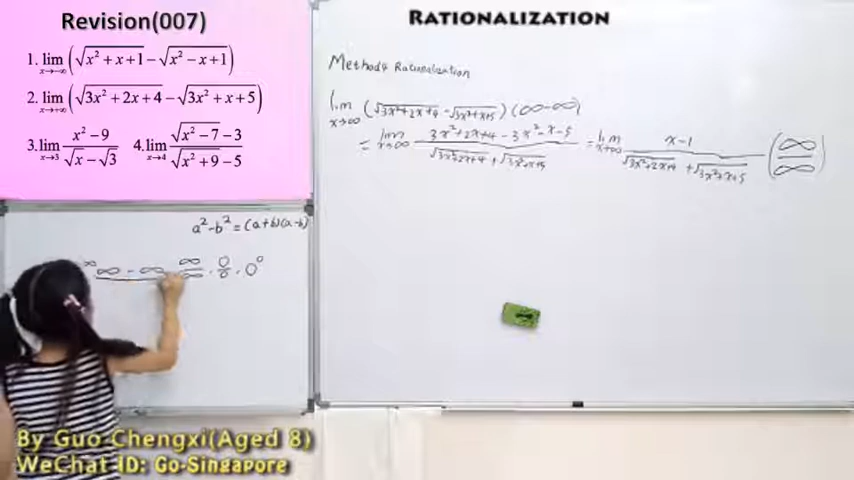 Revision(007)
1. lim x→-∞ (√x² + x + 1 − √x² − x + 1)
2. lim x→+∞ (√3x² + 2x + 4 − √3x² + x + 5)
3. lim x→3 x² − 9 / √x − √3 4. lim x→4 √x² − 7 − 3 / √x² + 9 − 5
a² − b² = (a+b)(a−b)
∞ − ∞ ∞/∞ . 0/0 . 0⁰
By Guo Chengxi(Aged 8)
WeChat ID: Go-Singapore
RATIONALIZATION
Method4 Rationalization
lim x→∞ (√3x²+2x+4 − √3x²+x+5) (∞−∞)
= lim x→∞ 3x²+2x+4 − 3x²−x−5 / √3x²+2x+4 + √3x²+x+5 = lim x→∞ x−1 / √3x²+2x+4 + √3x²+x+5 (∞/∞)